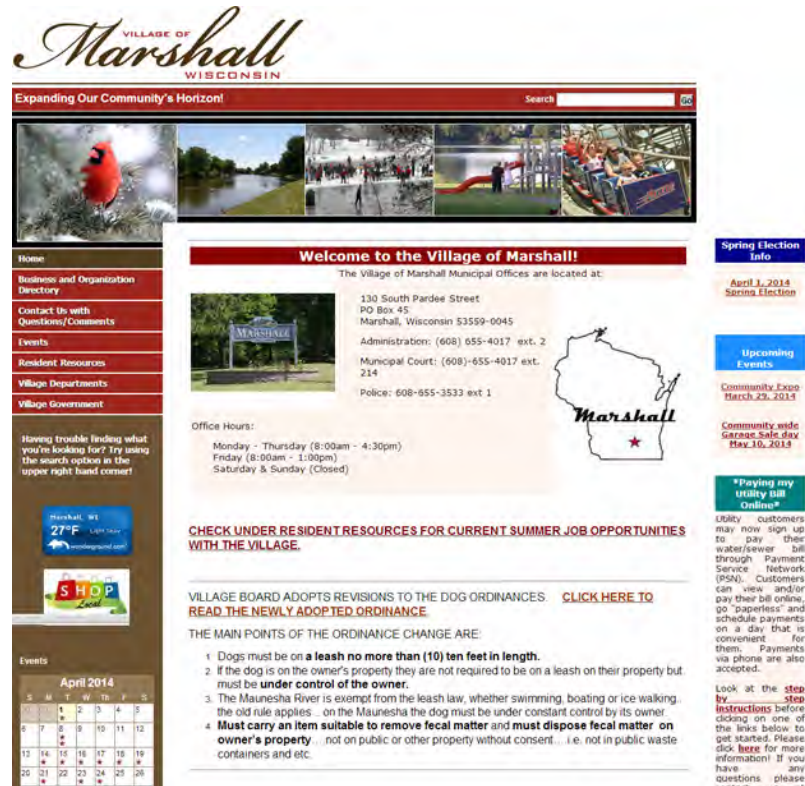 VILLAGE OF
Marshall
WISCONSIN
Expanding Our Community's Horizon!
Search
Go
Home
Business and Organization
Directory
Contact Us with
Questions/Comments
Events
Resident Resources
Village Departments
Village Government
Having trouble finding what
you're looking for? Try using
the search option in the
upper right hand corner!
Marshall, WI
27°F Light Snow
wunderground.com
SHOP
Local
Events
April 2014
S M T W Th F S
1 2 3 4 5
6 7 8 9 10 11 12
13 14 15 16 17 18 19
20 21 22 23 24 25 26
Welcome to the Village of Marshall!
The Village of Marshall Municipal Offices are located at:
MARSHALL
130 South Pardee Street
PO Box 45
Marshall, Wisconsin 53559-0045
Administration: (608) 655-4017 ext. 2
Municipal Court: (608)-655-4017 ext.
214
Police: 608-655-3533 ext 1
Marshall
Office Hours:
Monday - Thursday (8:00am - 4:30pm)
Friday (8:00am - 1:00pm)
Saturday & Sunday (Closed)
CHECK UNDER RESIDENT RESOURCES FOR CURRENT SUMMER JOB OPPORTUNITIES
WITH THE VILLAGE.
VILLAGE BOARD ADOPTS REVISIONS TO THE DOG ORDINANCES. CLICK HERE TO
READ THE NEWLY ADOPTED ORDINANCE
THE MAIN POINTS OF THE ORDINANCE CHANGE ARE:
1. Dogs must be on a leash no more than (10) ten feet in length.
2. If the dog is on the owner's property they are not required to be on a leash on their property but
must be under control of the owner.
3. The Maunesha River is exempt from the leash law, whether swimming, boating or ice walking..
the old rule applies... on the Maunesha the dog must be under constant control by its owner
4. Must carry an item suitable to remove fecal matter and must dispose fecal matter on
owner's property....not on public or other property without consent... i.e. not in public waste
containers and etc.
Spring Election
Info
April 1, 2014
Spring Election
Upcoming
Events
Community Expo
March 29, 2014
Community wide
Garage Sale day
May 10, 2014
*Paying my
Utility Bill
Online*
Utility customers
may now sign up
to pay their
water/sewer bill
through Payment
Service Network
(PSN). Customers
can view and/or
pay their bill online,
go "paperless" and
schedule payments
on a day that is
convenient for
them. Payments
via phone are also
accepted.
Look at the step
by step
instructions before
clicking on one of
the links below to
get started. Please
click here for more
information! If you
have any
questions please